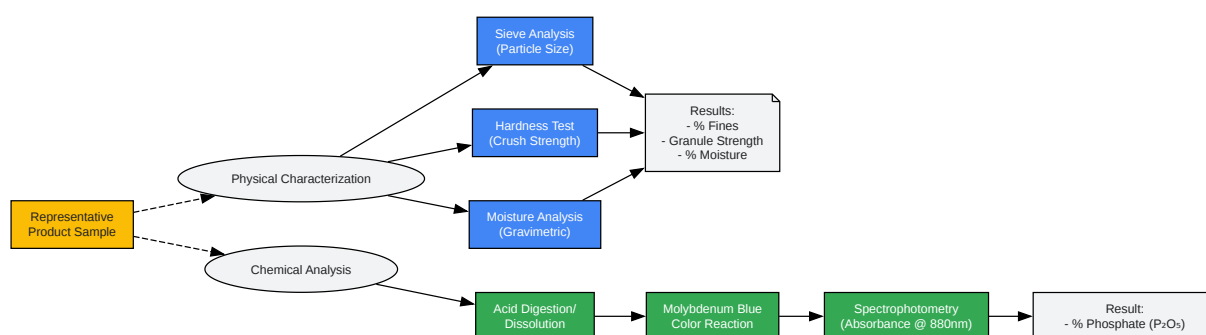 Sieve Analysis
(Particle Size)
Results:
- % Fines
- Granule Strength
- % Moisture
Hardness Test
(Crush Strength)
Physical Characterization
Representative
Product Sample
Moisture Analysis
(Gravimetric)
Chemical Analysis
Acid Digestion/
Dissolution
Molybdenum Blue
Color Reaction
Spectrophotometry
(Absorbance @ 880nm)
Result:
- % Phosphate (P₂O₅)